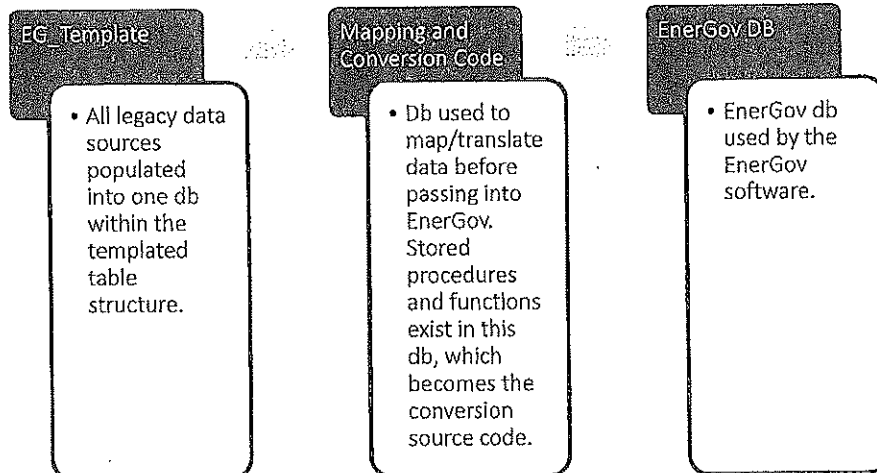 EG_Template
• All legacy data
sources
populated
into one db
within the
templated
table
structure.
Mapping and
Conversion Code
• Db used to
map/translate
data before
passing into
EnerGov.
Stored
procedures
and functions
exist in this
db, which
becomes the
conversion
source code.
EnerGov DB
• EnerGov db
used by the
EnerGov
software.